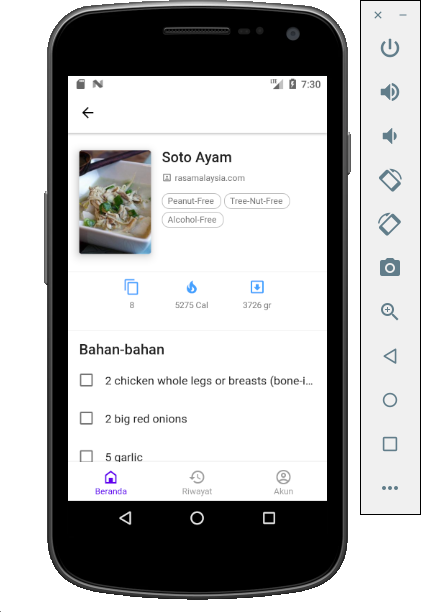 LTE 7:30
Soto Ayam
rasamalaysia.com
Peanut-Free
Tree-Nut-Free
Alcohol-Free
8
5275 Cal
3726 gr
Bahan-bahan
2 chicken whole legs or breasts (bone-i...
2 big red onions
5 garlic
Beranda
Riwayat
Akun